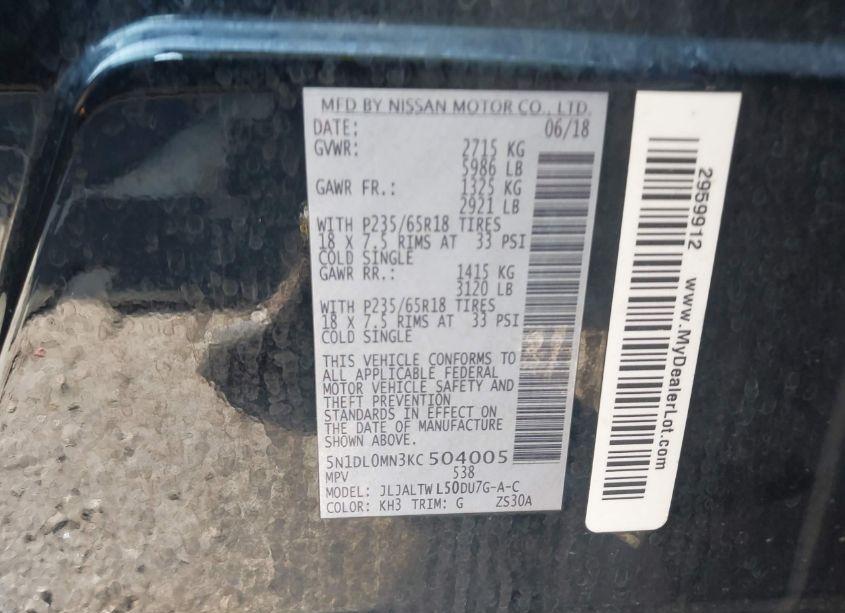 MFD BY NISSAN MOTOR CO., LTD.
DATE: 06/18
GVWR: 2715 KG
5986 LB
GAWR FR.: 1325 KG
2921 LB
WITH P235/65R18 TIRES
18 X 7.5 RIMS AT 33 PSI
COLD SINGLE
GAWR RR.: 1415 KG
3120 LB
WITH P235/65R18 TIRES
18 X 7.5 RIMS AT 33 PSI
COLD SINGLE
THIS VEHICLE CONFORMS TO
ALL APPLICABLE FEDERAL
MOTOR VEHICLE SAFETY AND
THEFT PREVENTION
STANDARDS IN EFFECT ON
THE DATE OF MANUFACTURE
SHOWN ABOVE.
5N1DL0MN3KC504005
MPV 538
MODEL: JLJALTWL50DU7G-A-C
COLOR: KH3 TRIM: G ZS30A
2959912 www.MyDealerLot.com